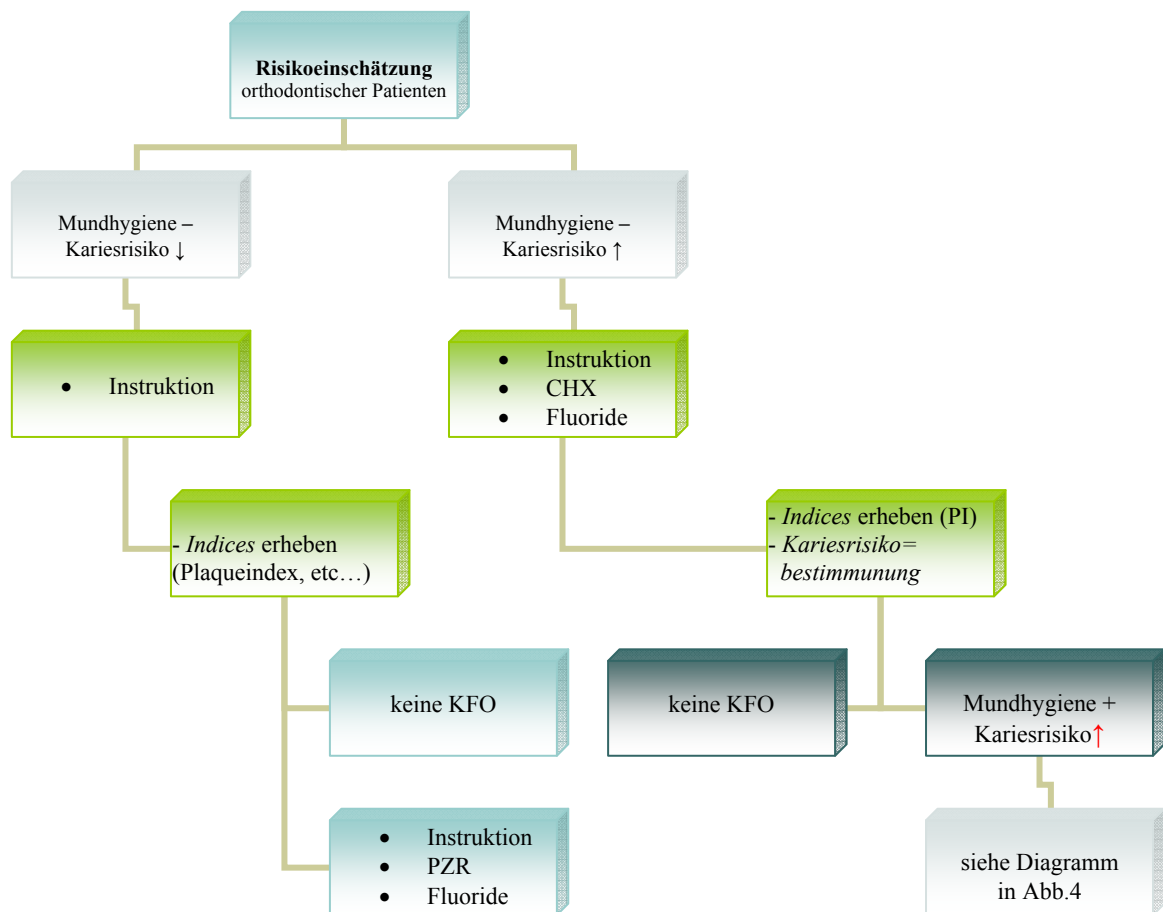 Risikoeinschätzung
orthodontischer Patienten
Mundhygiene –
Kariesrisiko ↓
Mundhygiene –
Kariesrisiko ↑
• Instruktion
• Instruktion
• CHX
• Fluoride
- Indices erheben
(Plaqueindex, etc…)
- Indices erheben (PI)
- Kariesrisiko=
bestimmunung
keine KFO
keine KFO
Mundhygiene +
Kariesrisiko↑
• Instruktion
• PZR
• Fluoride
siehe Diagramm
in Abb.4